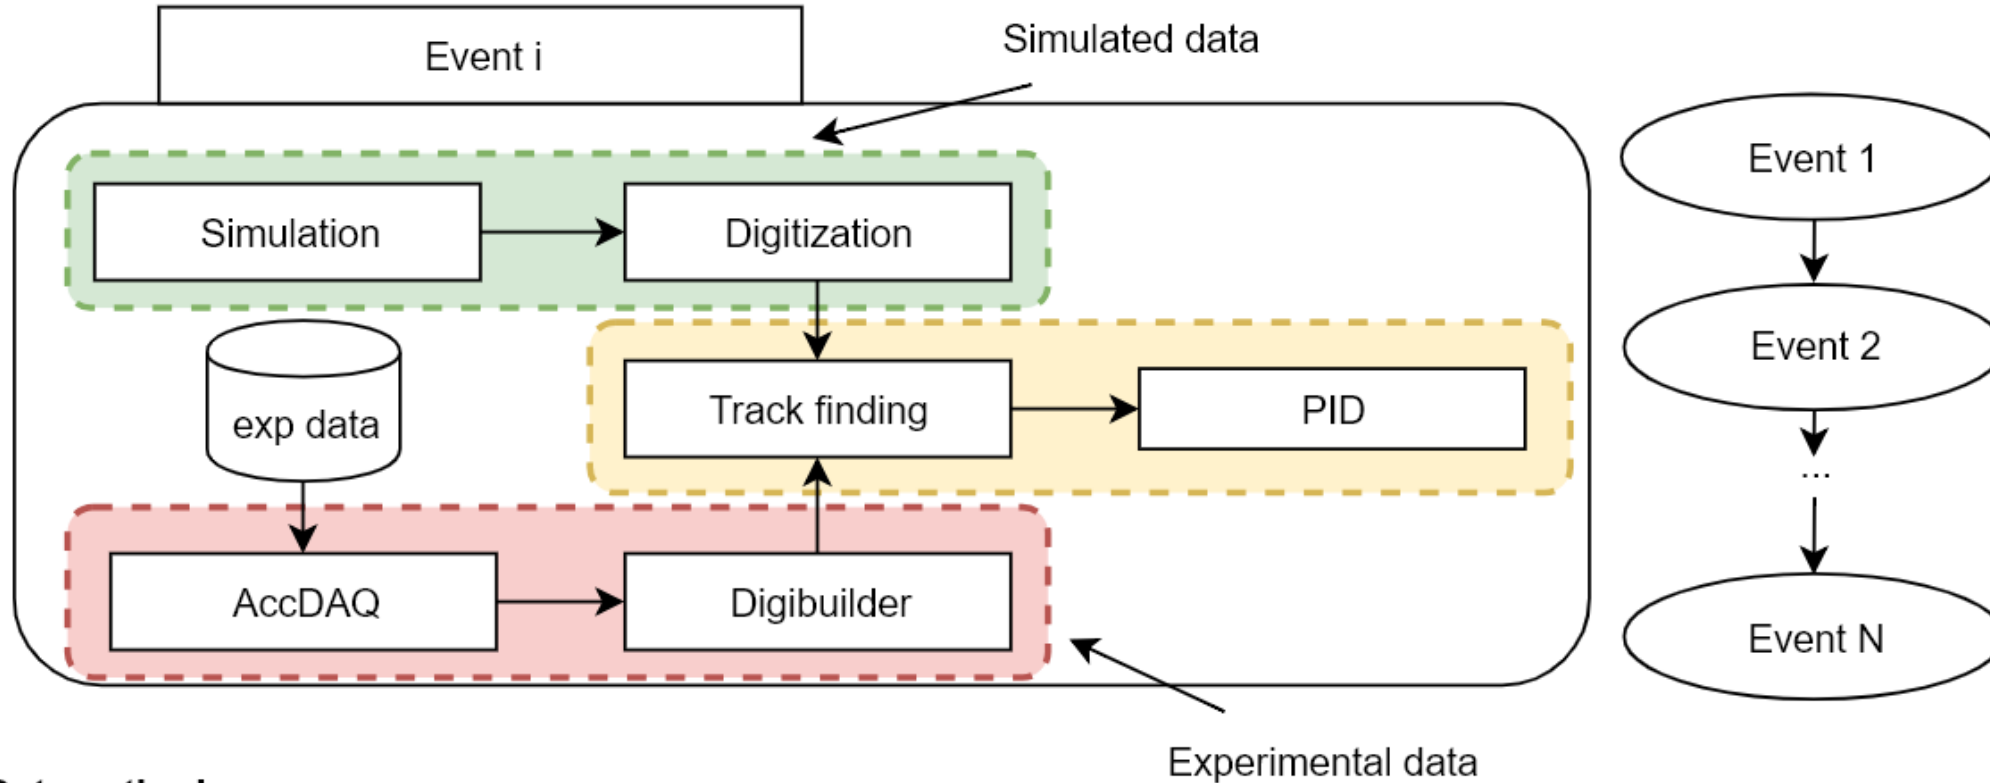 Event i
Simulated data
Simulation
Digitization
exp data
Track finding
PID
AccDAQ
Digibuilder
Experimental data
Event 1
Event 2
...
Event N